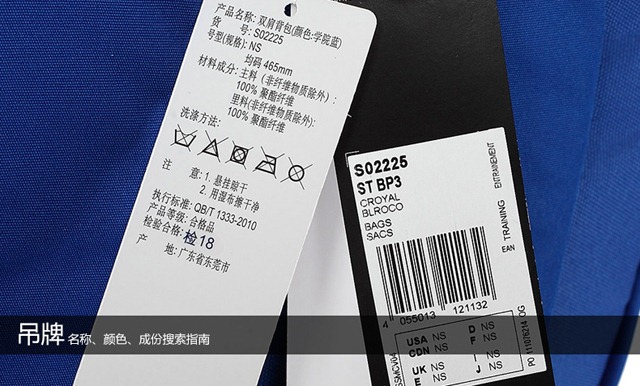 产品名称: 双肩背包(颜色:学院蓝)
货 号: S02225
号型(规格): NS
均码 465mm
材料成分: 主料 (非纤维物质除外):
100% 聚酯纤维
里料(非纤维物质除外):
100% 聚酯纤维
洗涤方法:
注 意: 1. 悬挂晾干
2. 用湿布擦干净
执行标准: QB/T 1333-2010
产品等级: 合格品
检验合格: 检18
产 地: 广东省东莞市
S02225
ST BP3
CROYAL
BLROCO
BAGS
SACS
TRAINING
ENTRAINEMENT
EAN
4 055013 121132
USA NS D NS
CDN NS F NS
I NS
UK NS J NS
E NS
PO 0111076214 OG
吊牌 名称、颜色、成份搜索指南